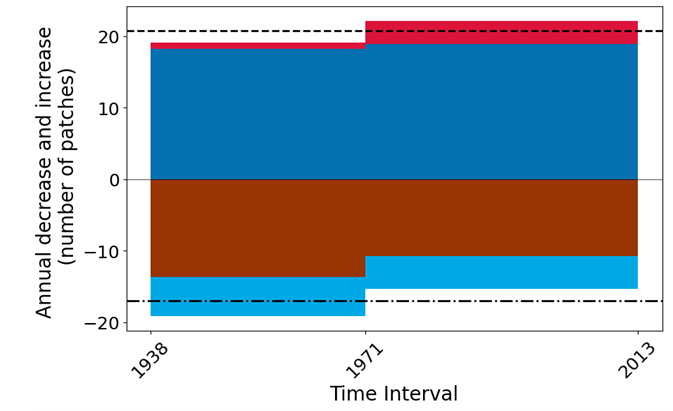 Annual decrease and increase
(number of patches)
20
10
0
−10
−20
1938
1971
2013
Time Interval